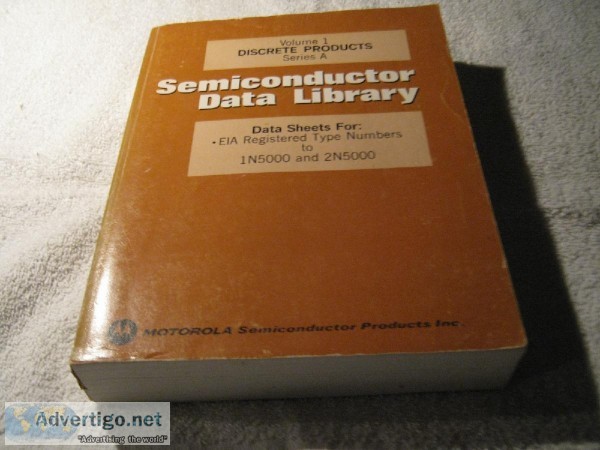 Volume 1
DISCRETE PRODUCTS
Series A
Semiconductor
Data Library
Data Sheets For:
• EIA Registered Type Numbers
to
1N5000 and 2N5000
MOTOROLA Semiconductor Products Inc.
Advertigo.net
"Advertising the world"